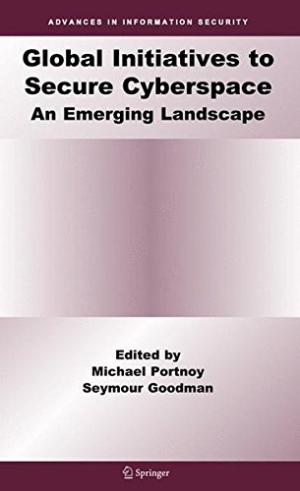 ADVANCES IN INFORMATION SECURITY
Global Initiatives to
Secure Cyberspace
An Emerging Landscape
Edited by
Michael Portnoy
Seymour Goodman
Springer